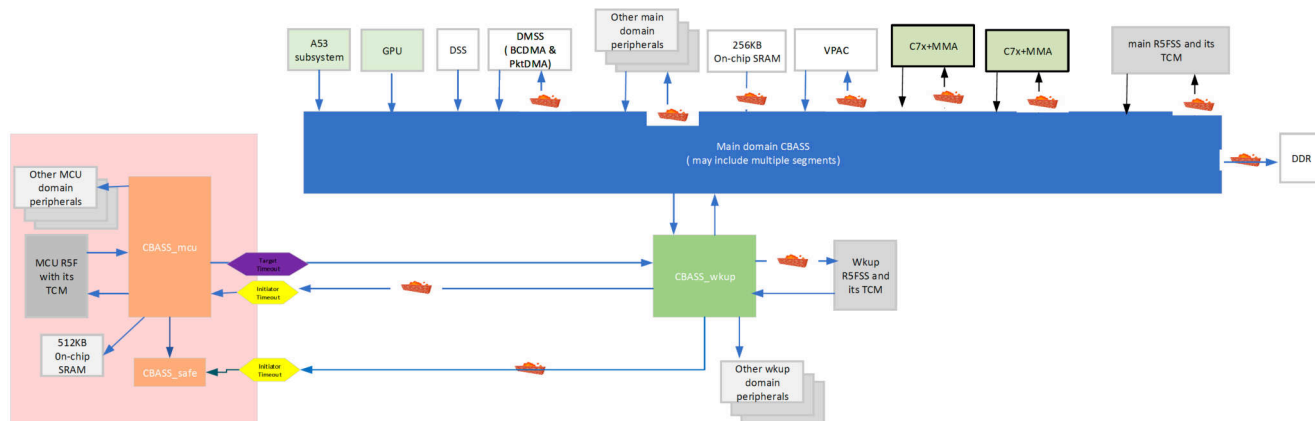 A53
subsystem
GPU
DSS
DMSS
( BCDMA &
PktDMA)
Other main
domain
peripherals
256KB
On-chip SRAM
VPAC
C7x+MMA
C7x+MMA
main R5FSS and its
TCM
Main domain CBASS
( may include multiple segments)
DDR
Other MCU
domain
peripherals
CBASS_mcu
MCU R5F
with its
TCM
Target
Timeout
Initiator
Timeout
CBASS_wkup
Wkup
R5FSS and
its TCM
512KB
0n-chip
SRAM
CBASS_safe
Initiator
Timeout
Other wkup
domain
peripherals